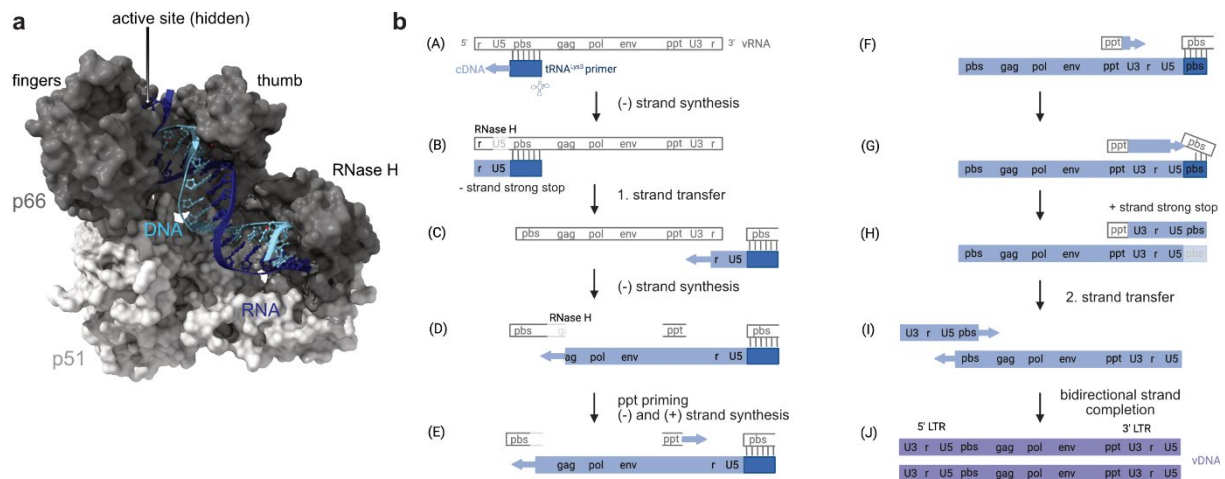 a
active site (hidden)
fingers
thumb
RNase H
p66
DNA
RNA
p51
b
(A)
5' r U5 pbs gag pol env ppt U3 r 3' vRNA
cDNA
tRNALys3 primer
(-) strand synthesis
RNase H
(B)
r U5 pbs gag pol env ppt U3 r
r U5
- strand strong stop
1. strand transfer
(C)
pbs gag pol env ppt U3 r pbs
r U5
(-) strand synthesis
RNase H
(D)
pbs ppt pbs
ag pol env r U5
ppt priming
(-) and (+) strand synthesis
(E)
pbs ppt pbs
gag pol env r U5
(F)
ppt pbs
pbs gag pol env ppt U3 r U5 pbs
(G)
ppt pbs
pbs gag pol env ppt U3 r U5 pbs
+ strand strong stop
(H)
ppt U3 r U5 pbs
pbs gag pol env ppt U3 r U5 pbs
2. strand transfer
(I)
U3 r U5 pbs
pbs gag pol env ppt U3 r U5
bidirectional strand
completion
(J)
5' LTR 3' LTR
U3 r U5 pbs gag pol env ppt U3 r U5
vDNA
U3 r U5 pbs gag pol env ppt U3 r U5